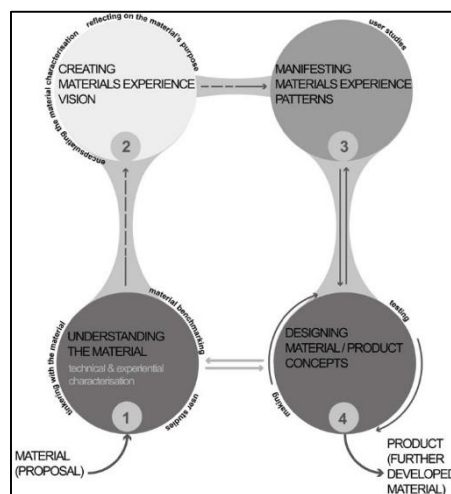 reflecting on the material's purpose
encapsulating the material characterisation
CREATING
MATERIALS EXPERIENCE
VISION
2
user studies
MANIFESTING
MATERIALS EXPERIENCE
PATTERNS
3
tinkering with the material
material benchmarking
user studies
UNDERSTANDING
THE MATERIAL
technical & experiential
characterisation
1
MATERIAL
(PROPOSAL)
testing
making
DESIGNING
MATERIAL / PRODUCT
CONCEPTS
4
PRODUCT
(FURTHER
DEVELOPED
MATERIAL)